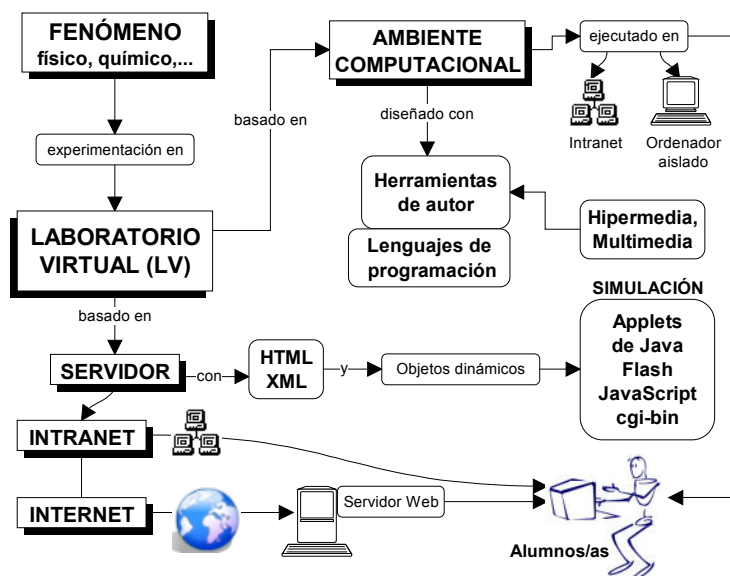 FENÓMENO
físico, químico,...
experimentación en
LABORATORIO
VIRTUAL (LV)
basado en
AMBIENTE
COMPUTACIONAL
ejecutado en
Intranet
Ordenador
aislado
diseñado con
Herramientas
de autor
Lenguajes de
programación
Hipermedia,
Multimedia
basado en
SERVIDOR
con
HTML
XML
y
Objetos dinámicos
SIMULACIÓN
Applets
de Java
Flash
JavaScript
cgi-bin
INTRANET
INTERNET
Servidor Web
Alumnos/as